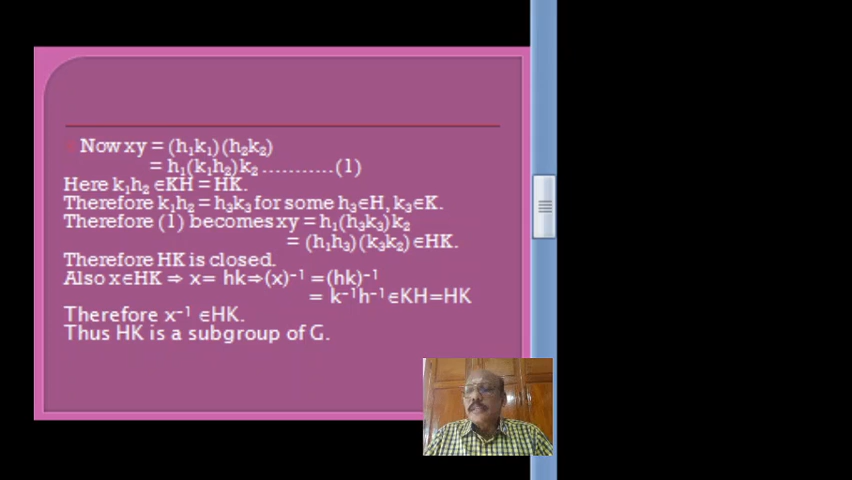 Now xy = (h₁k₁)(h₂k₂)
= h₁(k₁h₂)k₂ ...........(1)
Here k₁h₂ ∈KH = HK.
Therefore k₁h₂ = h₃k₃ for some h₃∈H, k₃∈K.
Therefore (1) becomes xy = h₁(h₃k₃)k₂
= (h₁h₃)(k₃k₂)∈HK.
Therefore HK is closed.
Also x∈HK ⇒ x= hk⇒(x)⁻¹ =(hk)⁻¹
= k⁻¹h⁻¹∈KH=HK
Therefore x⁻¹ ∈HK.
Thus HK is a subgroup of G.